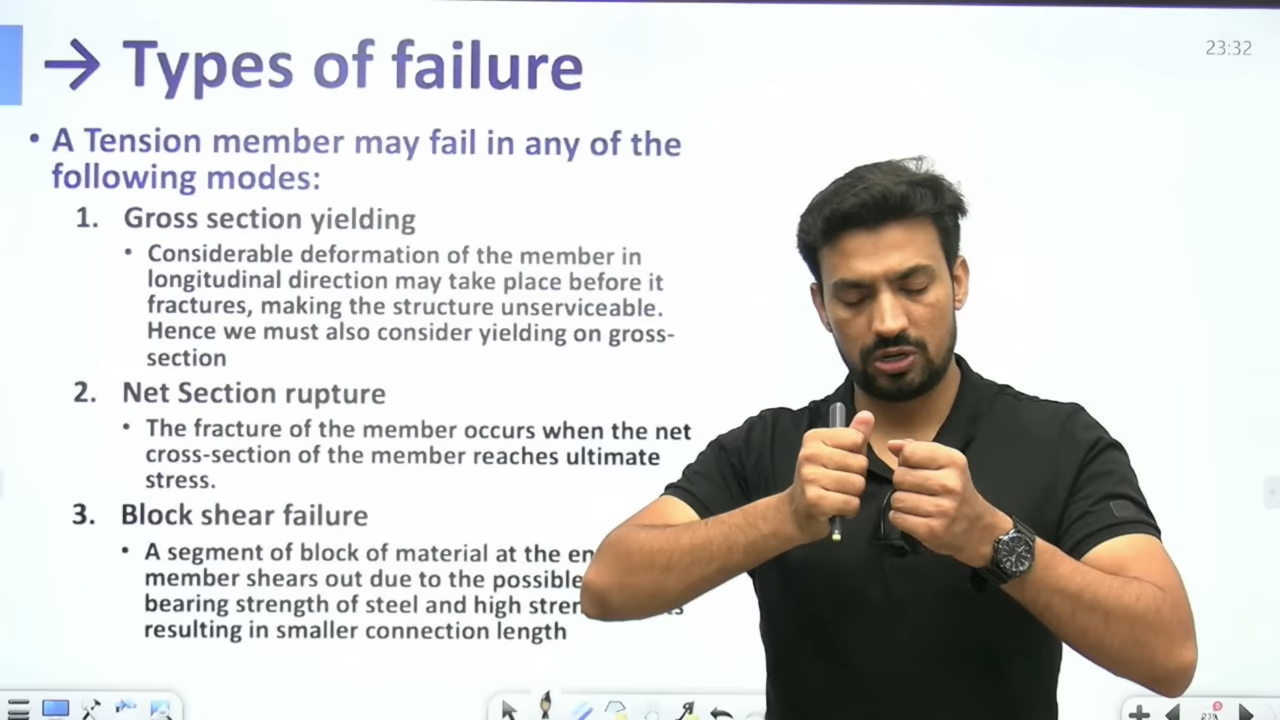 23:32
→ Types of failure
• A Tension member may fail in any of the
following modes:
1. Gross section yielding
• Considerable deformation of the member in
longitudinal direction may take place before it
fractures, making the structure unserviceable.
Hence we must also consider yielding on gross-
section
2. Net Section rupture
• The fracture of the member occurs when the net
cross-section of the member reaches ultimate
stress.
3. Block shear failure
• A segment of block of material at the
member shears out due to the possible
bearing strength of steel and high
resulting in smaller connection length